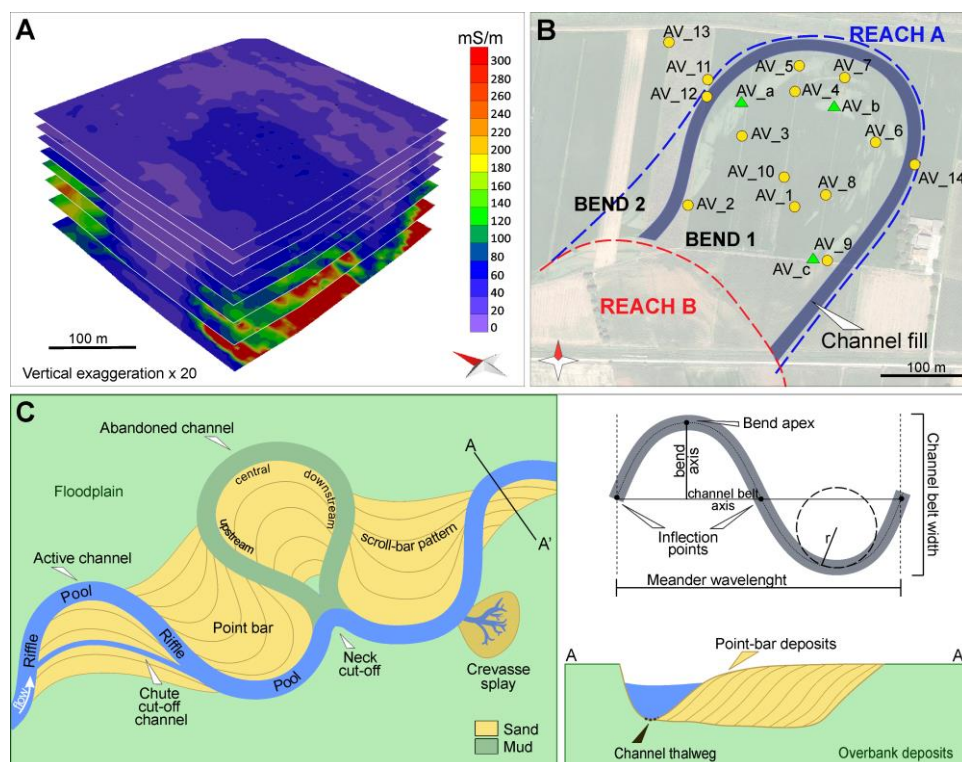 A
mS/m
300
280
260
240
220
200
180
160
140
120
100
80
60
40
20
0
100 m
Vertical exaggeration x 20
B
REACH A
AV_13
AV_11
AV_5
AV_7
AV_12
AV_a
AV_4
AV_b
AV_3
AV_6
AV_10
AV_14
AV_8
BEND 2
AV_2
AV_1
BEND 1
AV_9
AV_c
REACH B
Channel fill
100 m
C
Abandoned channel
Floodplain
central
downstream
upstream
scroll-bar pattern
A
A'
Active channel
Pool
Riffle
Point bar
Riffle
Pool
flow
Chute
cut-off
channel
Neck
cut-off
Crevasse
splay
Sand
Mud
Bend apex
bend
axis
channel belt
axis
Inflection
points
r
Channel belt width
Meander wavelenght
A
Point-bar deposits
A'
Channel thalweg
Overbank deposits